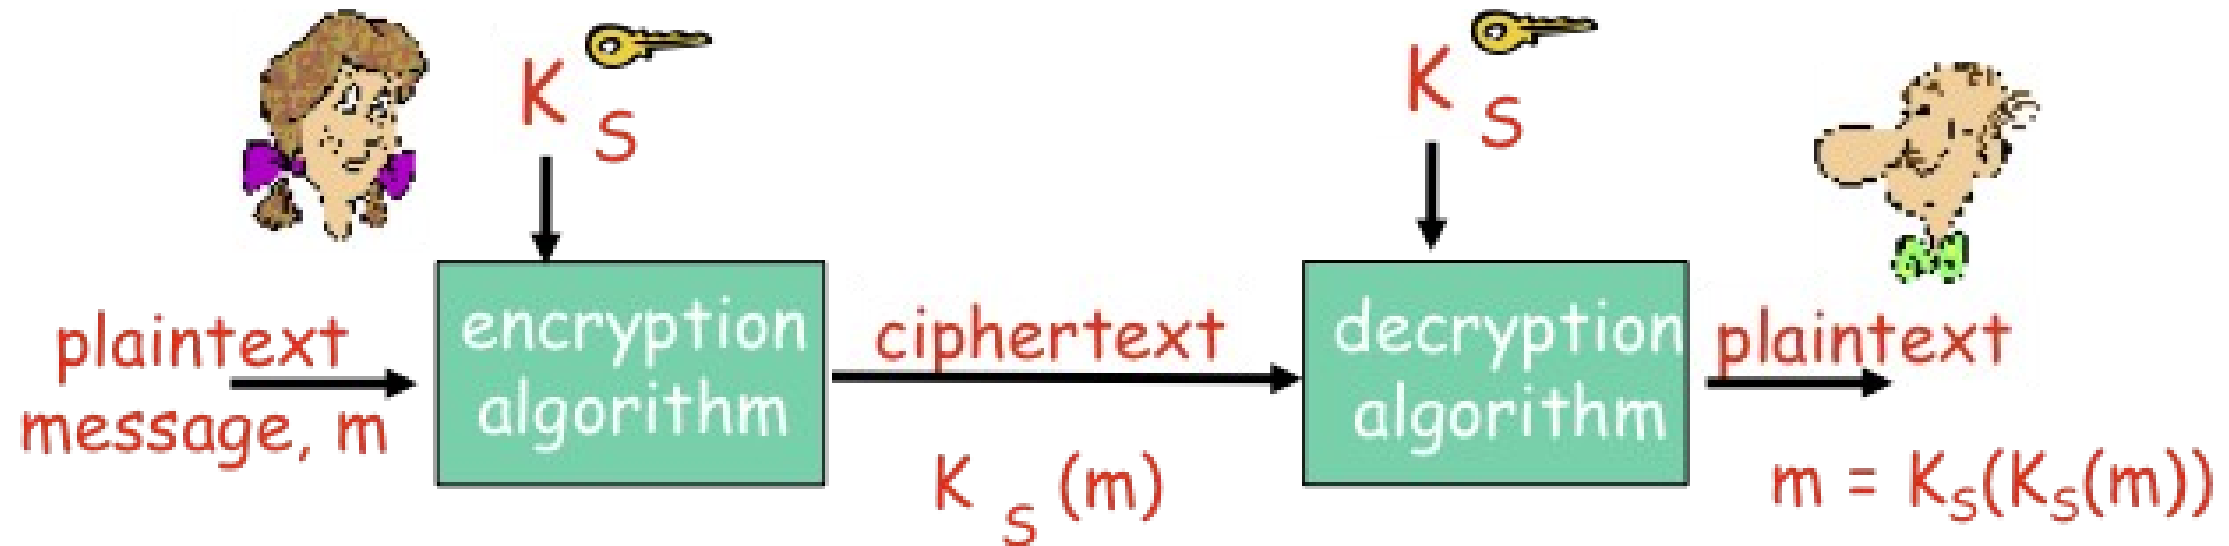 K S
K S
plaintext
message, m
encryption
algorithm
ciphertext
K S (m)
decryption
algorithm
plaintext
m = KS(KS(m))